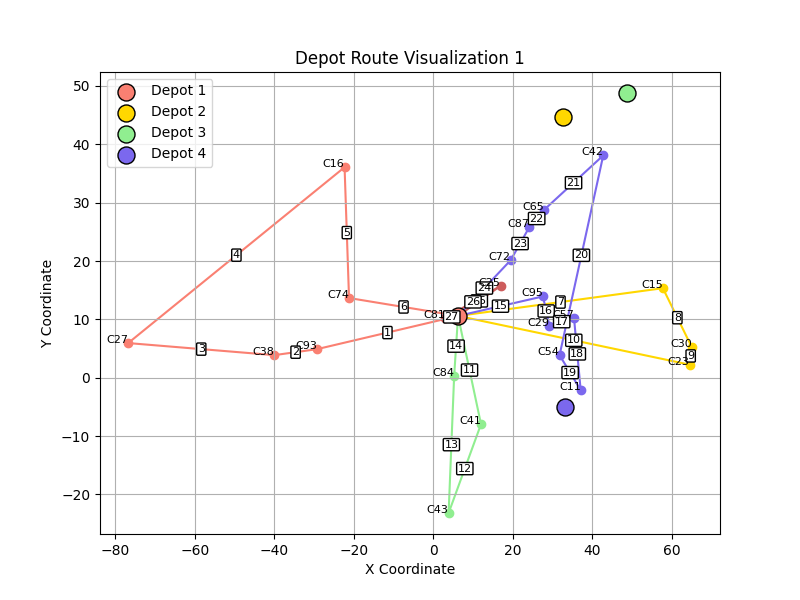 Depot Route Visualization 1
Depot 1
Depot 2
Depot 3
Depot 4
50
40
30
20
10
0
−10
−20
−80
−60
−40
−20
0
20
40
60
X Coordinate
Y Coordinate
C16
C42
4
5
21
C65
22
C87
23
20
C72
C25
24
C15
C74
C95
6
26
7
15
16
C81
27
C57
C29
17
8
1
C27
3
C38
2
C93
14
10
C30
C54
18
9
C23
C84
11
19
C11
C41
13
12
C43